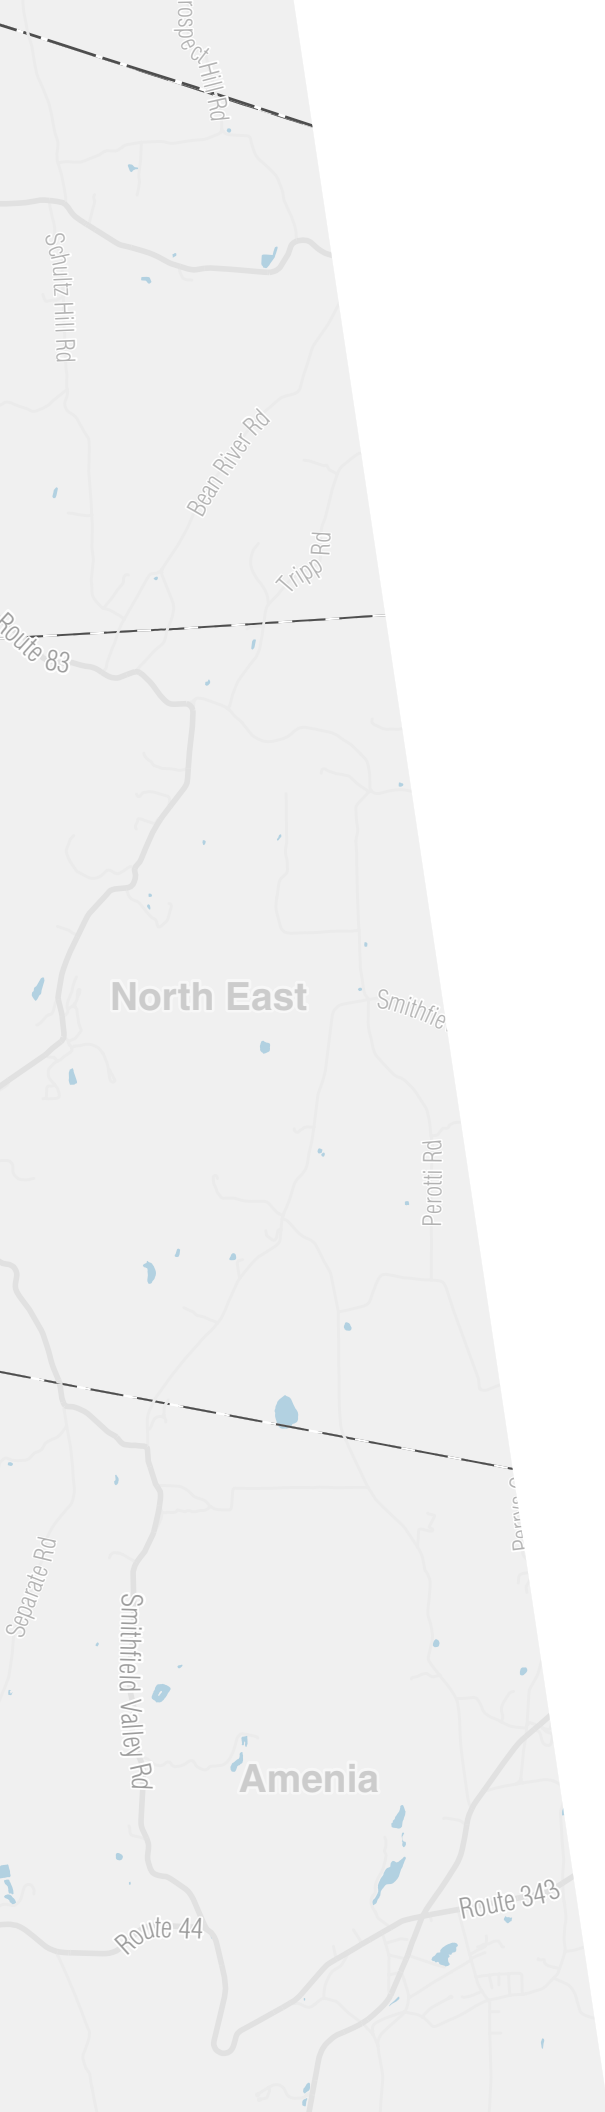 Hill Rd
Schultz Hill Rd
Bean River Rd
Tripp Rd
Route 83
North East
Smithfie
Perotti Rd
Separate Rd
Smithfield Valley Rd
Amenia
Route 343
Route 44